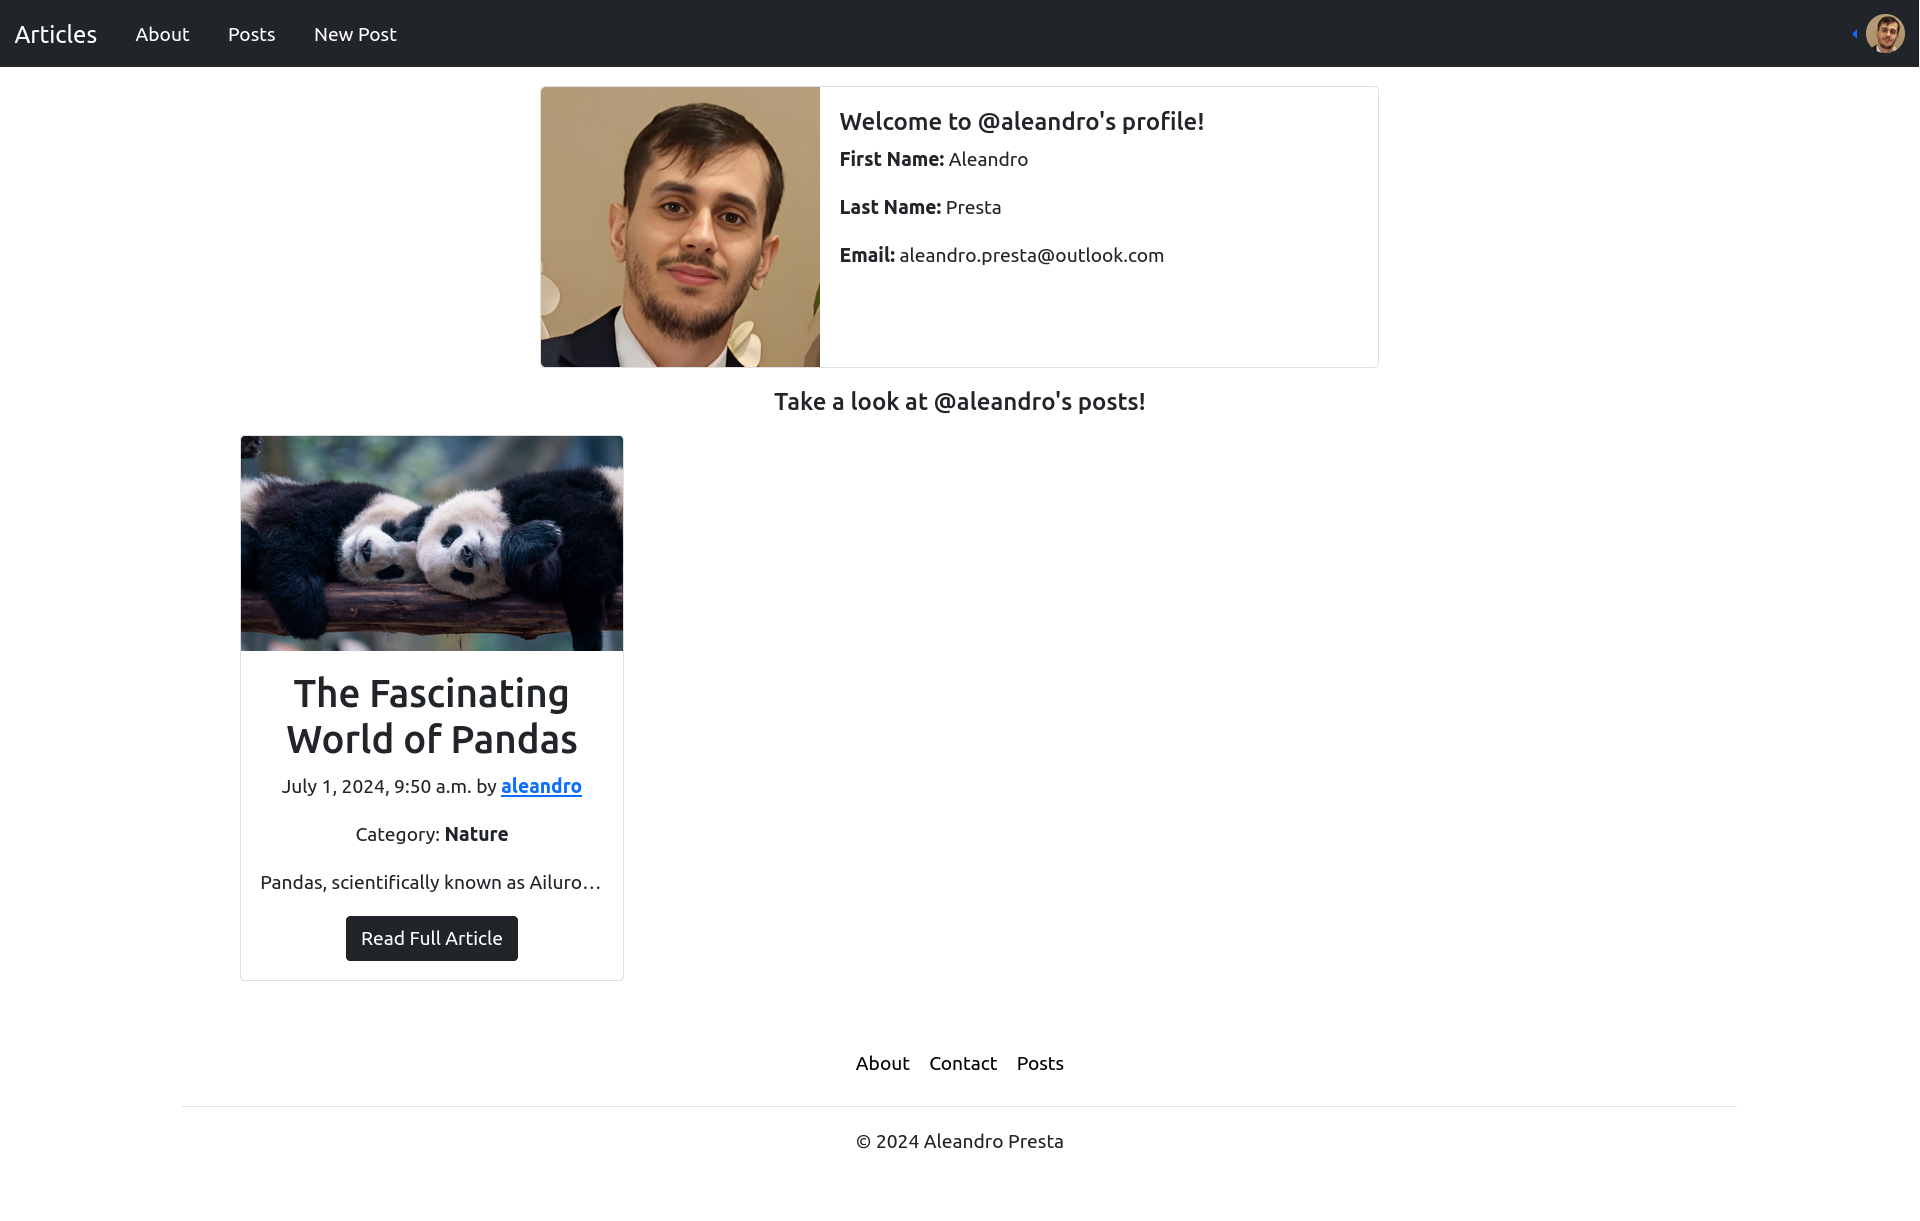 Articles About Posts New Post
Welcome to @aleandro's profile!
First Name: Aleandro
Last Name: Presta
Email: aleandro.presta@outlook.com
Take a look at @aleandro's posts!
The Fascinating
World of Pandas
July 1, 2024, 9:50 a.m. by aleandro
Category: Nature
Pandas, scientifically known as Ailuro…
Read Full Article
About Contact Posts
© 2024 Aleandro Presta